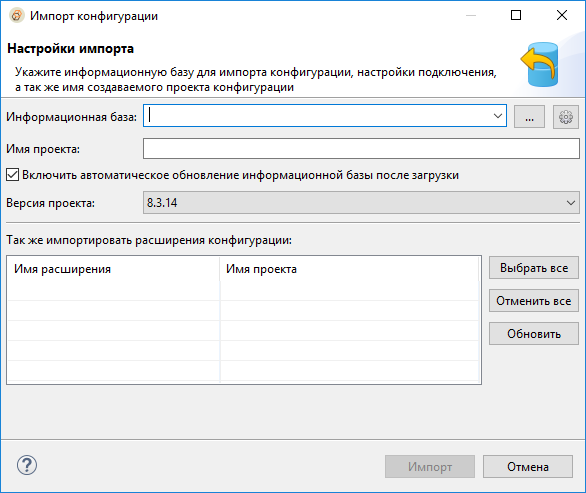 Импорт конфигурации
Настройки импорта
Укажите информационную базу для импорта конфигурации, настройки подключения,
а так же имя создаваемого проекта конфигурации
Информационная база:
...
Имя проекта:
Включить автоматическое обновление информационной базы после загрузки
Версия проекта: 8.3.14
Так же импортировать расширения конфигурации:
Имя расширения Имя проекта
Выбрать все
Отменить все
Обновить
? Импорт Отмена